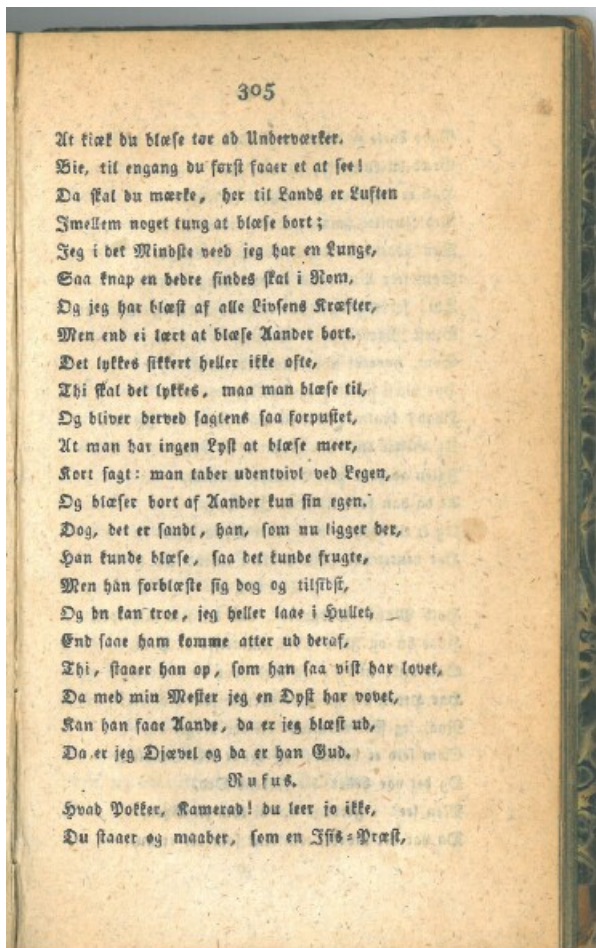 305
At kiæk du blæse tør ad Underværker.
Bie, til engang du først faaer et at see!
Da skal du mærke, her til Lands er Luften
Imellem noget tung at blæse bort;
Jeg i det Mindste veed jeg har en Lunge,
Saa knap en bedre findes skal i Rom,
Og jeg har blæst af alle Livsens Kræfter,
Men end ei lært at blæse Aander bort.
Det lykkes sikkert heller ikke ofte,
Thi skal det lykkes, maa man blæse til,
Og bliver derved sagtens saa forpustet,
At man har ingen Lyst at blæse meer,
Kort sagt: man taber udentvivl ved Legen,
Og blæser bort af Aander kun sin egen.
Dog, det er sandt, han, som nu ligger der,
Han kunde blæse, saa det kunde frugte,
Men han forblæste sig dog og tilsidst,
Og dn kan troe, jeg heller laae i Hullet,
End saae ham komme atter ud deraf,
Thi, staaer han op, som han saa vist har lovet,
Da med min Mester jeg en Dyst har vovet,
Kan han faae Aande, da er jeg blæst ud,
Da er jeg Djævel og da er han Gud.
Rufus.
Hvad Pokker, Kamerad! du leer jo ikke,
Du staaer og maaber, som en Isis-Præst,